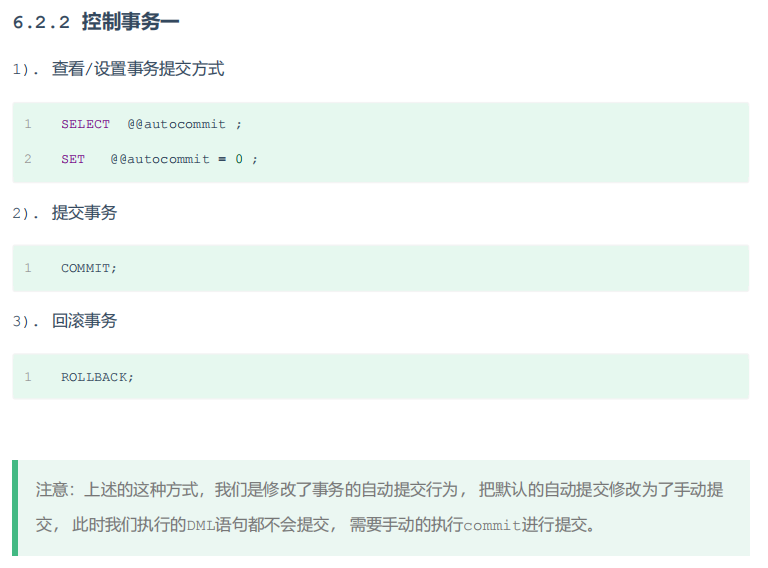 6.2.2 控制事务一
1). 查看/设置事务提交方式
1 SELECT @@autocommit ;
2 SET @@autocommit = 0 ;
2). 提交事务
1 COMMIT;
3). 回滚事务
1 ROLLBACK;
注意：上述的这种方式，我们是修改了事务的自动提交行为，把默认的自动提交修改为了手动提
交，此时我们执行的DML语句都不会提交，需要手动的执行commit进行提交。